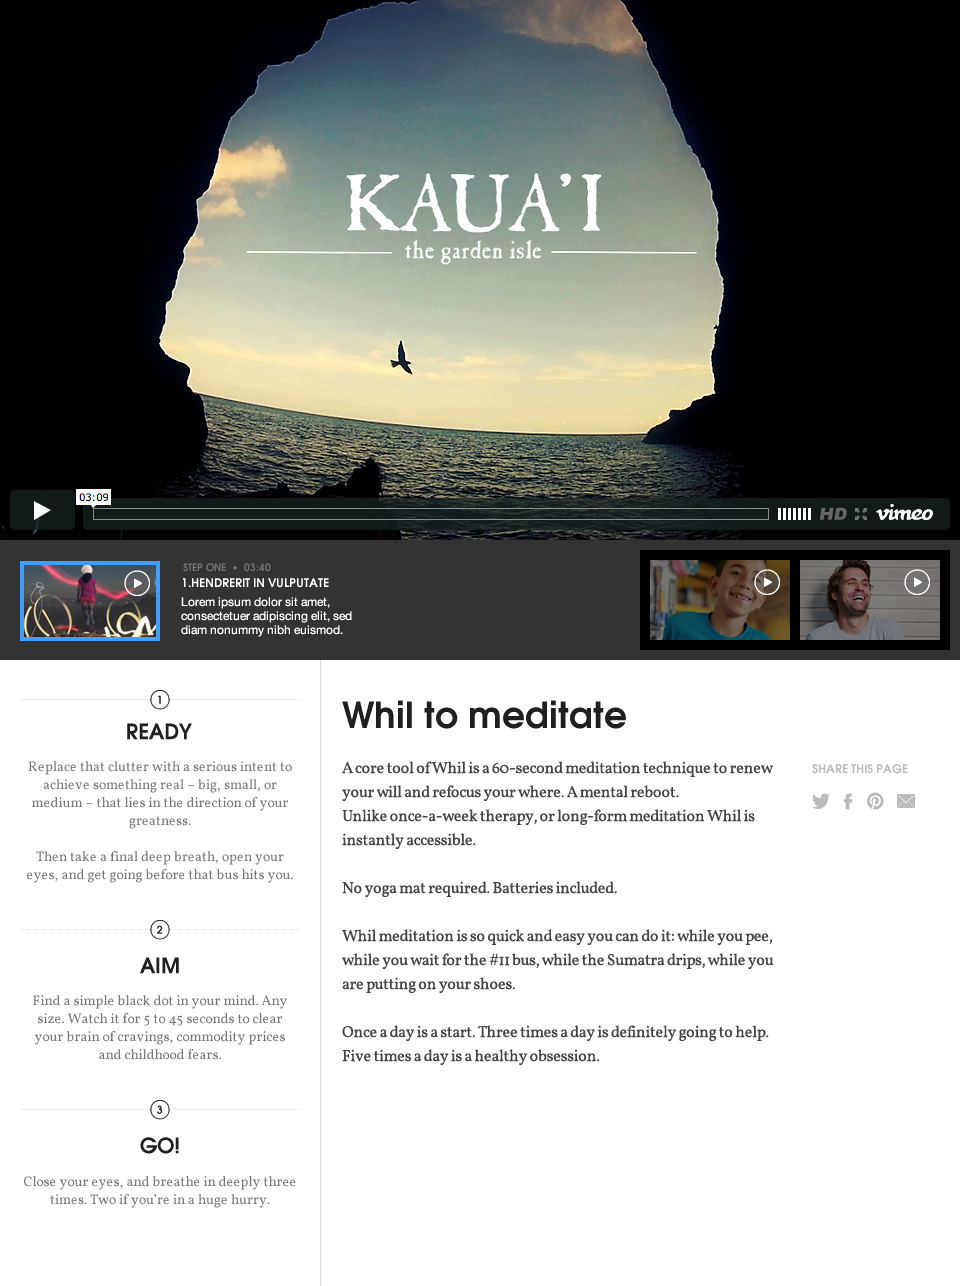 KAUA'I
the garden isle
03:09
HD
vimeo
STEP ONE • 03:40
1.HENDRERIT IN VULPUTATE
Lorem ipsum dolor sit amet,
consectetuer adipiscing elit, sed
diam nonummy nibh euismod.
1
READY
Replace that clutter with a serious intent to
achieve something real – big, small, or
medium – that lies in the direction of your
greatness.
Then take a final deep breath, open your
eyes, and get going before that bus hits you.
2
AIM
Find a simple black dot in your mind. Any
size. Watch it for 5 to 45 seconds to clear
your brain of cravings, commodity prices
and childhood fears.
3
GO!
Close your eyes, and breathe in deeply three
times. Two if you’re in a huge hurry.
Whil to meditate
A core tool of Whil is a 60-second meditation technique to renew
your will and refocus your where. A mental reboot.
Unlike once-a-week therapy, or long-form meditation Whil is
instantly accessible.
No yoga mat required. Batteries included.
Whil meditation is so quick and easy you can do it: while you pee,
while you wait for the #11 bus, while the Sumatra drips, while you
are putting on your shoes.
Once a day is a start. Three times a day is definitely going to help.
Five times a day is a healthy obsession.
SHARE THIS PAGE